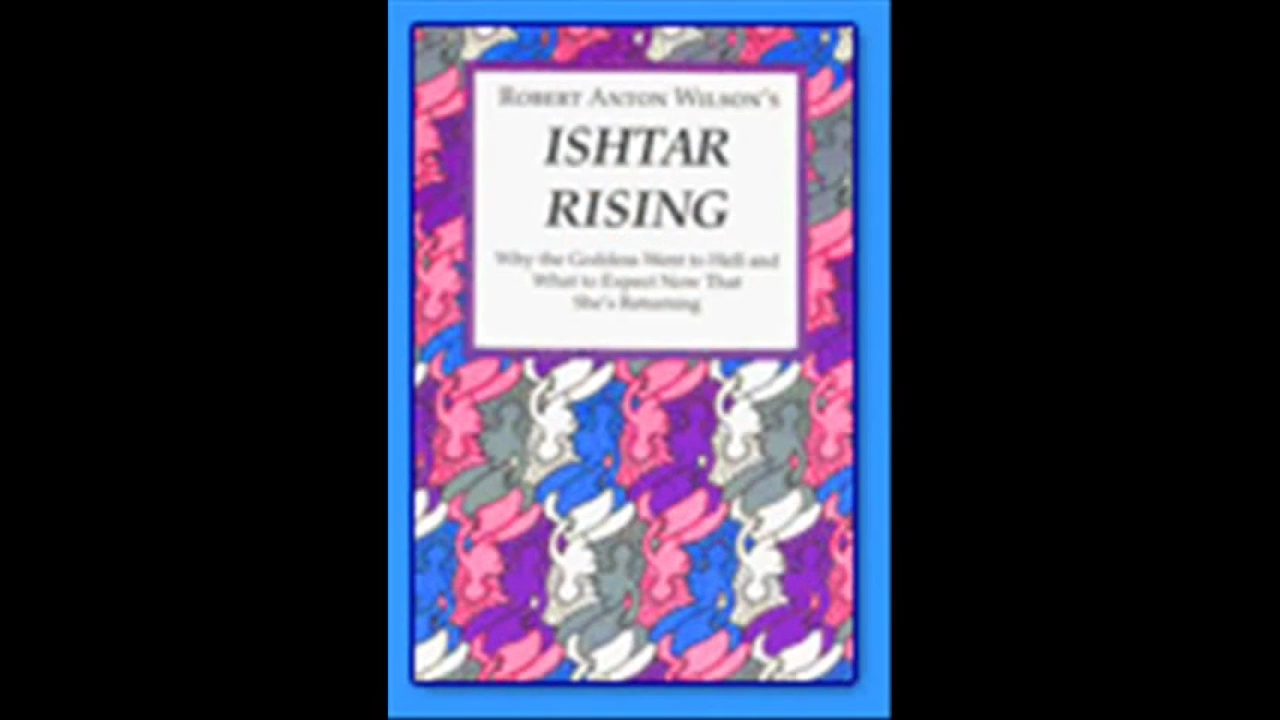 ROBERT ANTON WILSON'S
ISHTAR
RISING
Why the Goddess Went to Hell and
What to Expect Now That
She's Returning